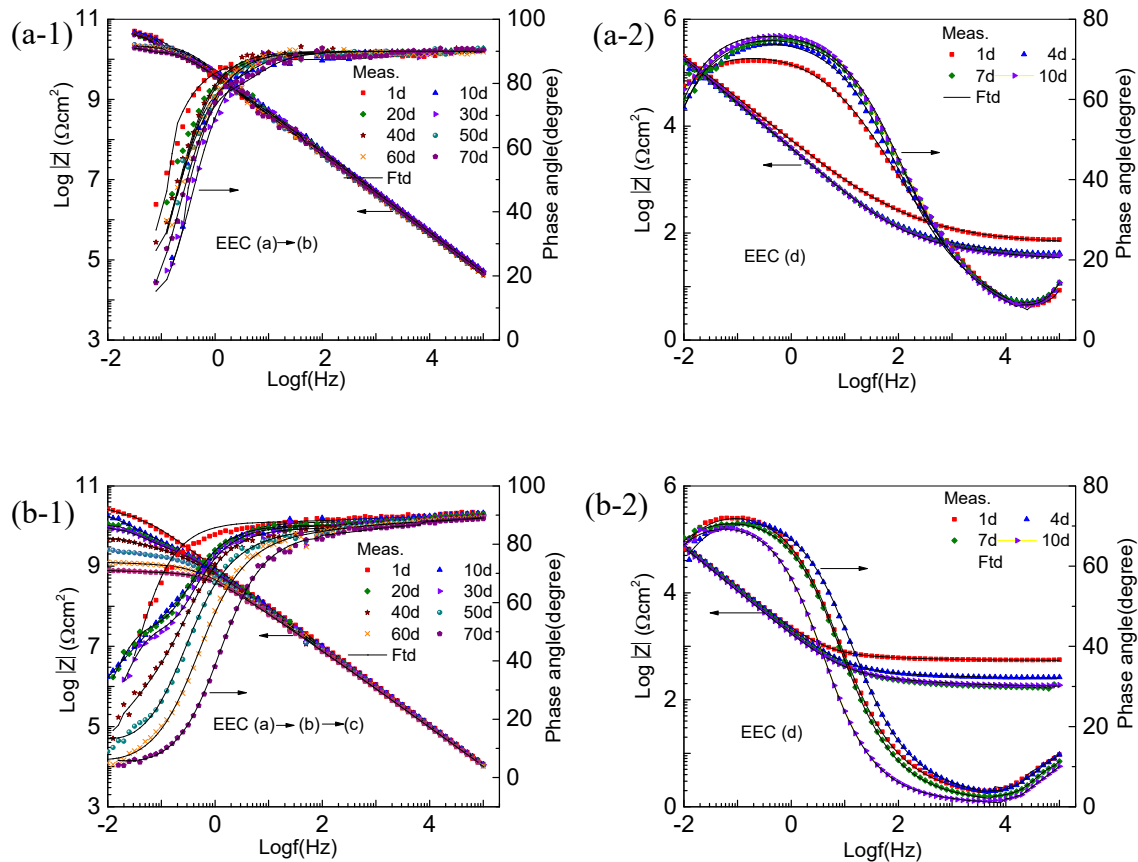 (a-1)
11
9
7
5
3
Log |Z| (Ωcm2)
100
80
60
40
20
0
Phase angle(degree)
Meas.
1d 10d
20d 30d
40d 50d
60d 70d
Ftd
EEC (a)→(b)
-2 0 2 4
Logf(Hz)
(a-2)
6
4
2
0
Log |Z| (Ωcm2)
80
60
40
20
0
Phase angle(degree)
Meas.
1d 4d
7d 10d
Ftd
EEC (d)
-2 0 2 4
Logf(Hz)
(b-1)
11
9
7
5
3
Log |Z| (Ωcm2)
100
80
60
40
20
0
Phase angle(degree)
Meas.
1d 10d
20d 30d
40d 50d
60d 70d
Ftd
EEC (a)→(b)→(c)
-2 0 2 4
Logf(Hz)
(b-2)
6
4
2
0
Log |Z| (Ωcm2)
80
60
40
20
0
Phase angle(degree)
Meas.
1d 4d
7d 10d
Ftd
EEC (d)
-2 0 2 4
Logf(Hz)